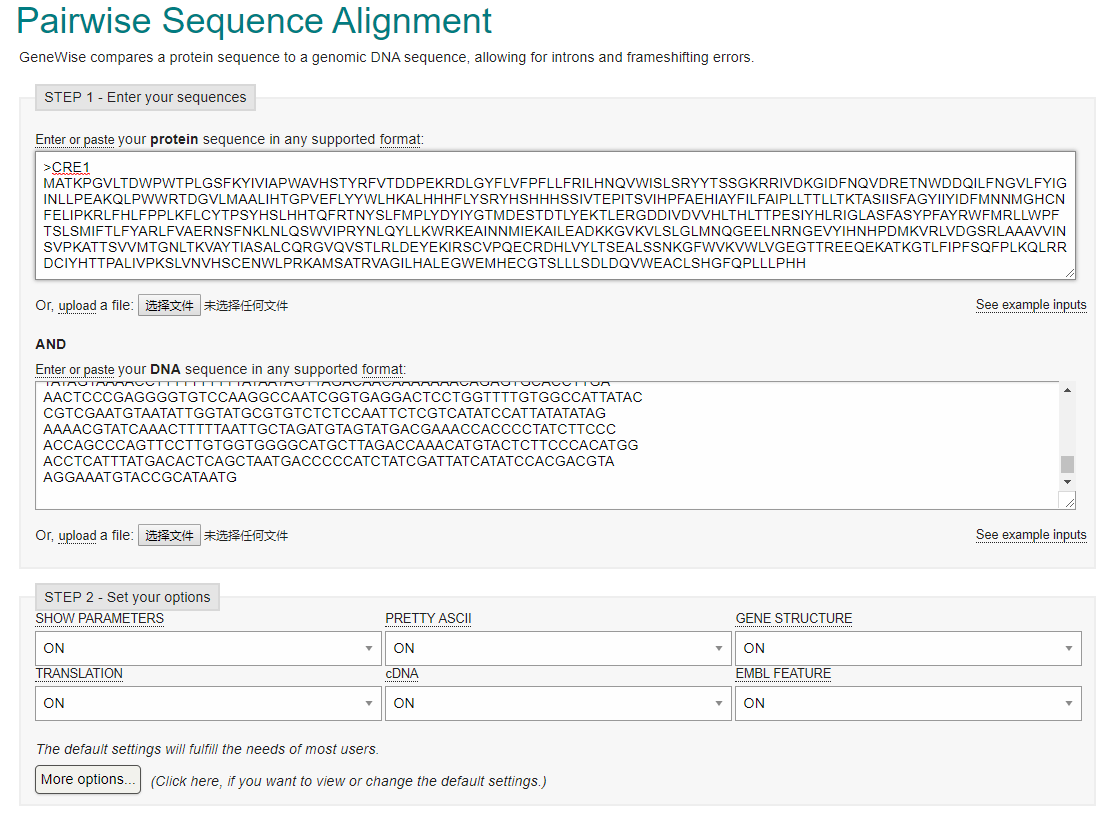 Pairwise Sequence Alignment
GeneWise compares a protein sequence to a genomic DNA sequence, allowing for introns and frameshifting errors.
STEP 1 - Enter your sequences
Enter or paste your protein sequence in any supported format:
>CRE1
MATKPGVLTDWPWTPLGSFKYIVIAPWAVHSTYRFVTDDPEKRDLGYFLVFPFLLFRILHNQVWISLSRYYTSSGKRRIVDKGIDFNQVDRETNWDDQILFNGVLFYIG
INLLPEAKQLPWWRTDGVLMAALIHTGPVEFLYYWLHKALHHHFLYSRYHSHHHSSIVTEPITSVIHPFAEHIAYFILFAIPLLTTLLTKTASIISFAGYIIYIDFMNNMGHCN
FELIPKRLFHLFPPLKFLCYTPSYHSLHHTQFRTNYSLFMPLYDYIYGTMDESTDTLYEKTLERGDDIVDVVHLTHLTTPESIYHLRIGLASFASYPFAYRWFMRLLWPF
TSLSMIFTLFYARLFVAERNSFNKLNLQSWVIPRYNLQYLLKWRKEAINNMIEKAILEADKKGVKVLSLGLMNQGEELNRNGEVYIHNHPDMKVRLVDGSRLAAAVVIN
SVPKATTSVVMTGNLTKVAYTIASALCQRGVQVSTLRLDEYEKIRSCVPQECRDHLVYLTSEALSSNKGFWVKVWLVGEGTTREEQEKATKGTLFIPFSQFPLKQLRR
DCIYHTTPALIVPKSLVNVHSCENWLPRKAMSATRVAGILHALEGWEMHECGTSLLLSDLDQVWEACLSHGFQPLLLPHH
Or, upload a file: 选择文件 未选择任何文件
See example inputs
AND
Enter or paste your DNA sequence in any supported format:
AACTCCCGAGGGGTGTCCAAGGCCAATCGGTGAGGACTCCTGGTTTTGTGGCCATTATAC
CGTCGAATGTAATATTGGTATGCGTGTCTCTCCAATTCTCGTCATATCCATTATATATAG
AAAACGTATCAAACTTTTTAATTGCTAGATGTAGTATGACGAAACCACCCCTATCTTCCC
ACCAGCCCAGTTCCTTGTGGTGGGGCATGCTTAGACCAAACATGTACTCTTCCCACATGG
ACCTCATTTATGACACTCAGCTAATGACCCCCATCTATCGATTATCATATCCACGACGTA
AGGAAATGTACCGCATAATG
Or, upload a file: 选择文件 未选择任何文件
See example inputs
STEP 2 - Set your options
SHOW PARAMETERS
PRETTY ASCII
GENE STRUCTURE
ON
ON
ON
TRANSLATION
cDNA
EMBL FEATURE
ON
ON
ON
The default settings will fulfill the needs of most users.
More options... (Click here, if you want to view or change the default settings.)